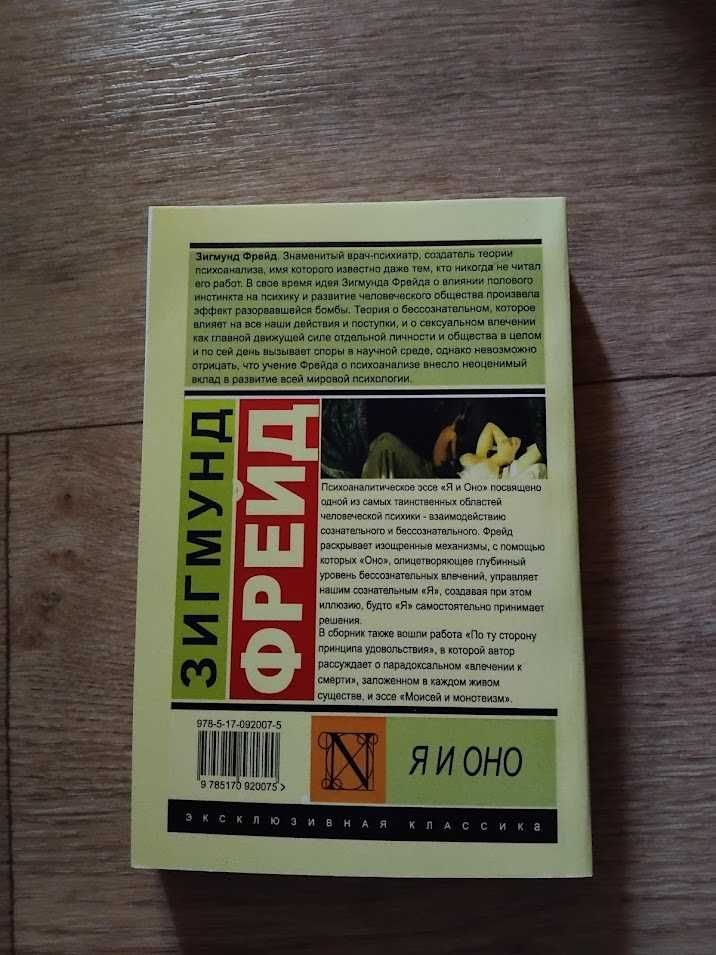 Зигмунд Фрейд. Знаменитый врач-психиатр, создатель теории
психоанализа, имя которого известно даже тем, кто никогда не читал
его работ. В свое время идея Зигмунда Фрейда о влиянии полового
инстинкта на психику и развитие человеческого общества произвела
эффект разорвавшейся бомбы. Теория о бессознательном, которое
влияет на все наши действия и поступки, и о сексуальном влечении
как главной движущей силе отдельной личности и общества в целом
и по сей день вызывает споры в научной среде, однако невозможно
отрицать, что учение Фрейда о психоанализе внесло неоценимый
вклад в развитие всей мировой психологии.
ЗИГМУНД
ФРЕЙД
Психоаналитическое эссе «Я и Оно» посвящено
одной из самых таинственных областей
человеческой психики - взаимодействию
сознательного и бессознательного. Фрейд
раскрывает изощренные механизмы, с помощью
которых «Оно», олицетворяющее глубинный
уровень бессознательных влечений, управляет
нашим сознательным «Я», создавая при этом
иллюзию, будто «Я» самостоятельно принимает
решения.
В сборник также вошли работа «По ту сторону
принципа удовольствия», в которой автор
рассуждает о парадоксальном «влечении к
смерти», заложенном в каждом живом
существе, и эссе «Моисей и монотеизм».
978-5-17-092007-5
9 785170 920075 >
N
Я И ОНО
ЭКСКЛЮЗИВНАЯ КЛАССИКа